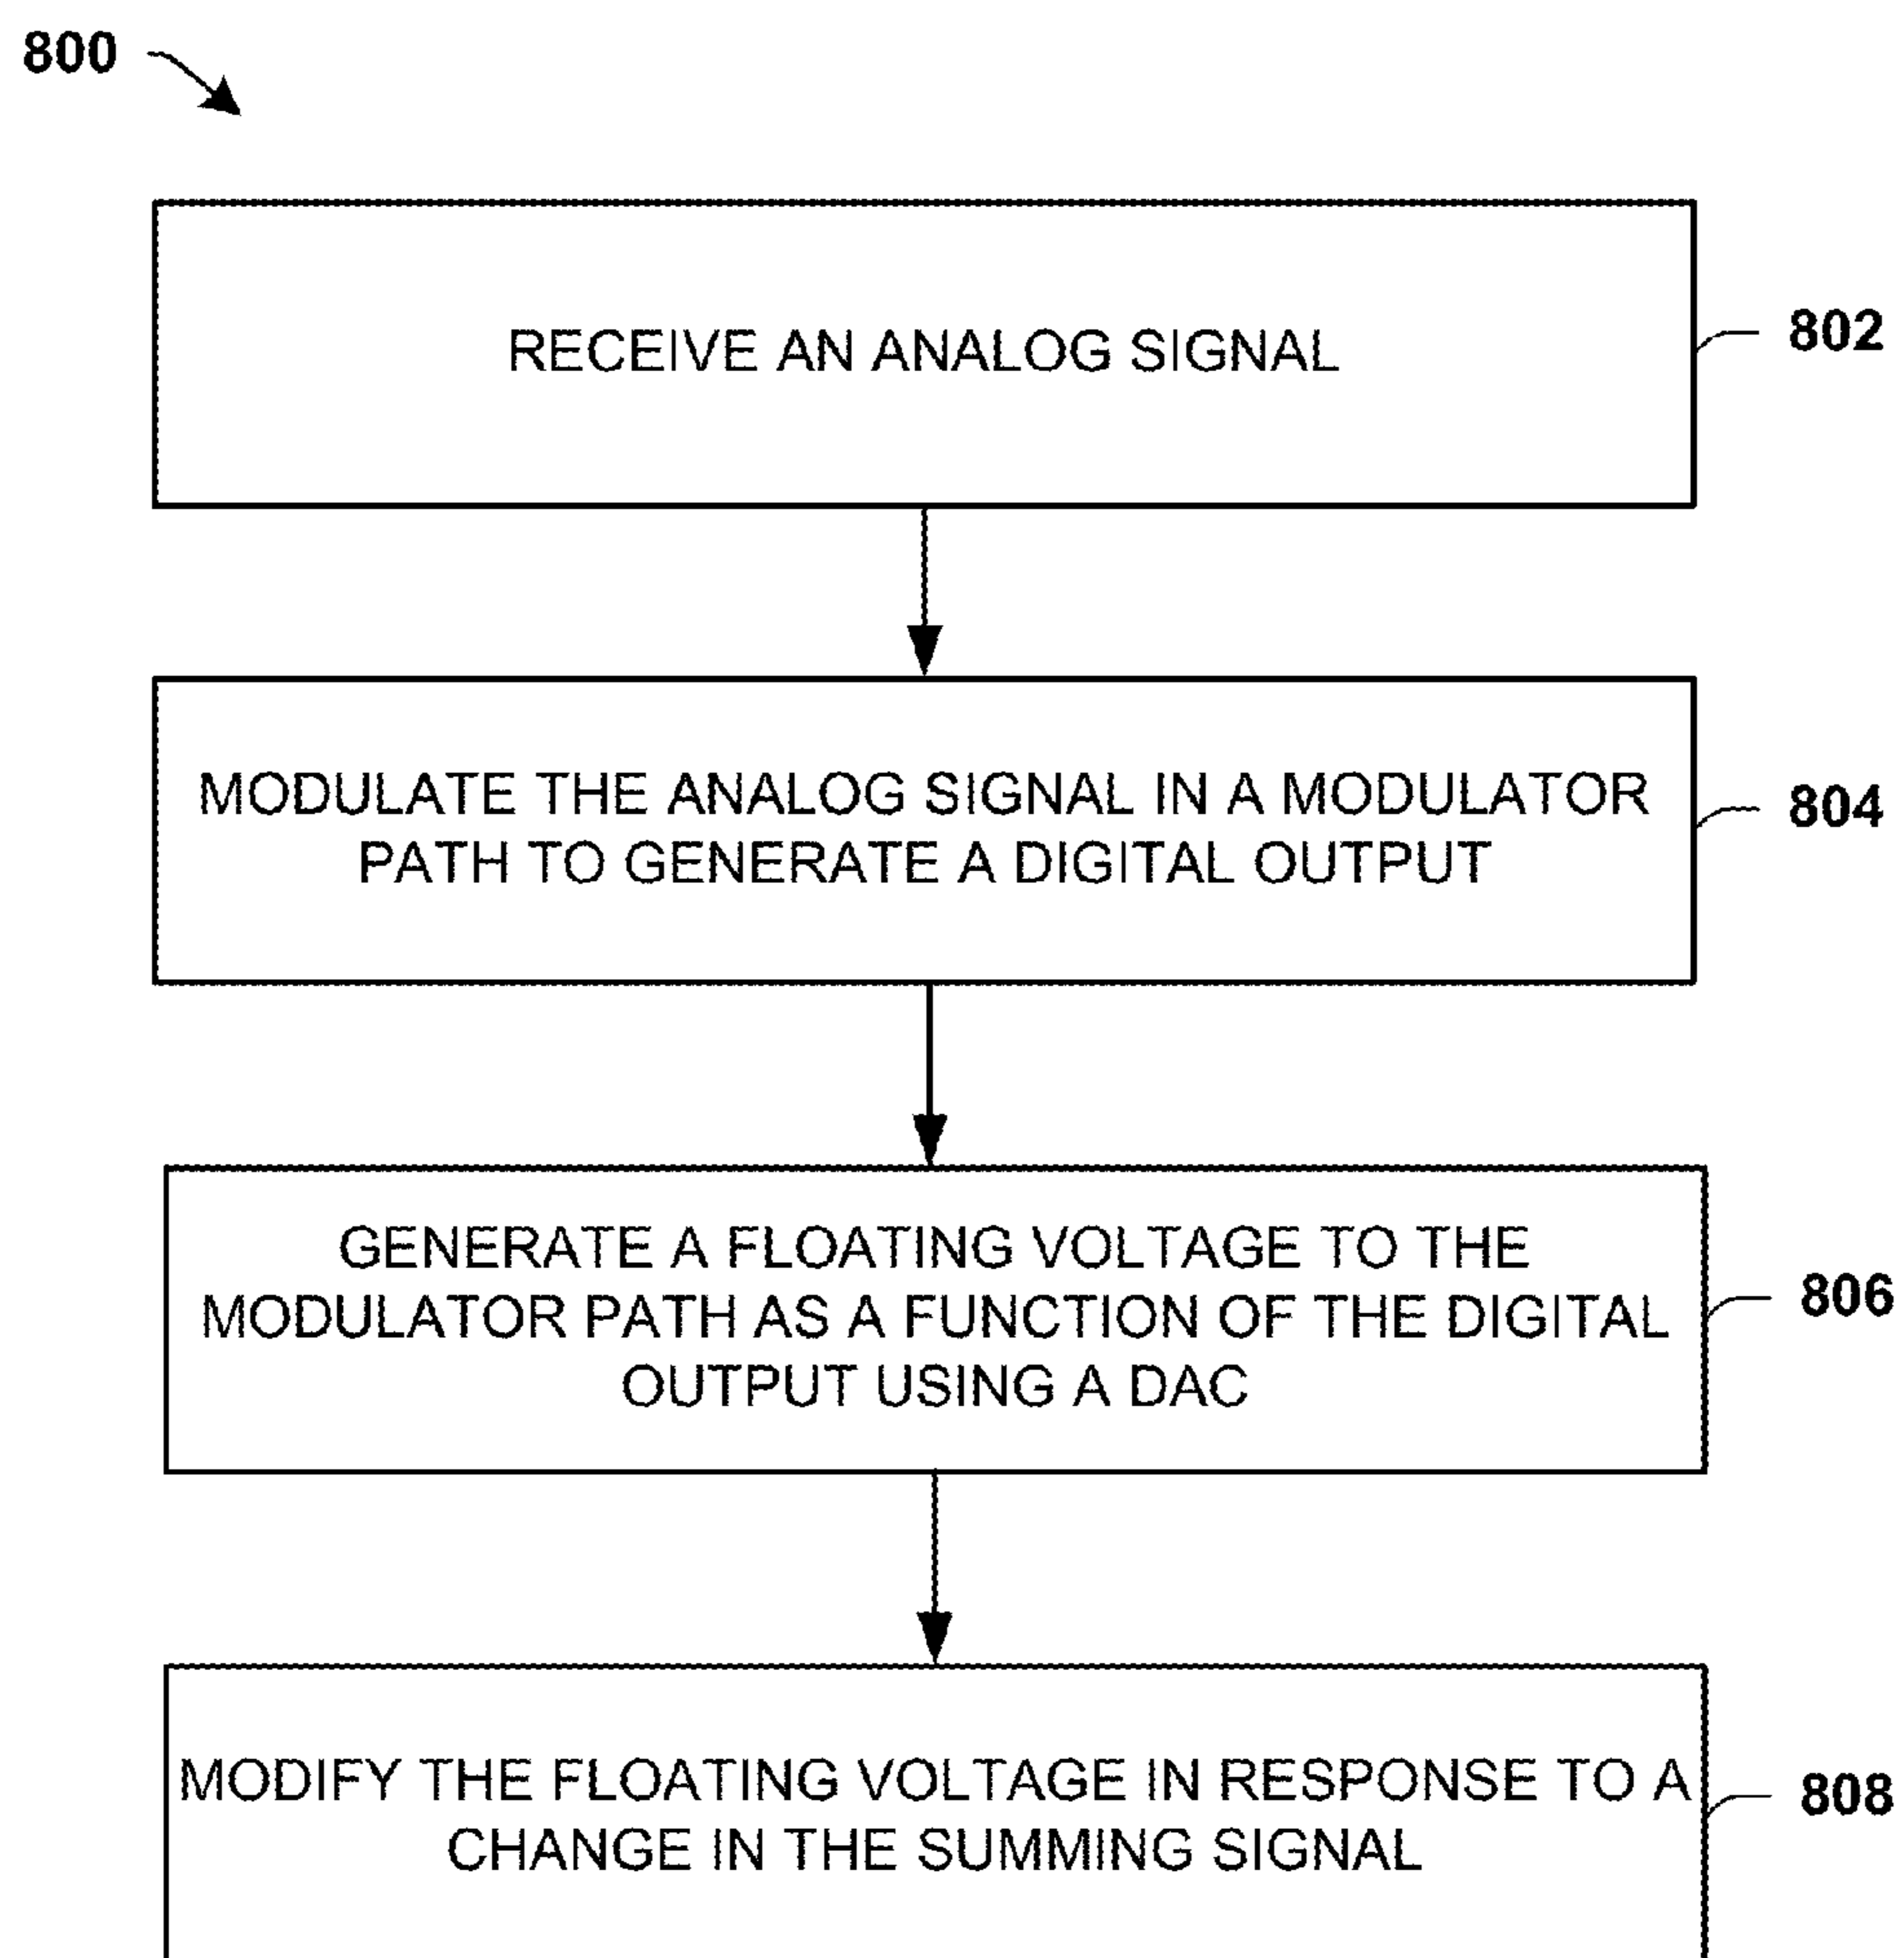 800
RECEIVE AN ANALOG SIGNAL
802
MODULATE THE ANALOG SIGNAL IN A MODULATOR
PATH TO GENERATE A DIGITAL OUTPUT
804
GENERATE A FLOATING VOLTAGE TO THE
MODULATOR PATH AS A FUNCTION OF THE DIGITAL
OUTPUT USING A DAC
806
MODIFY THE FLOATING VOLTAGE IN RESPONSE TO A
CHANGE IN THE SUMMING SIGNAL
808